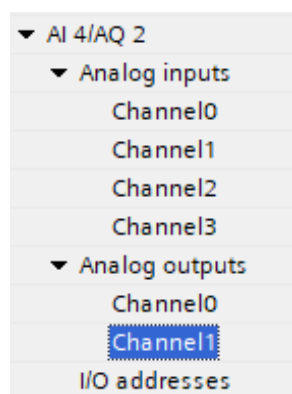 AI 4/AQ 2
Analog inputs
Channel0
Channel1
Channel2
Channel3
Analog outputs
Channel0
Channel1
I/O addresses